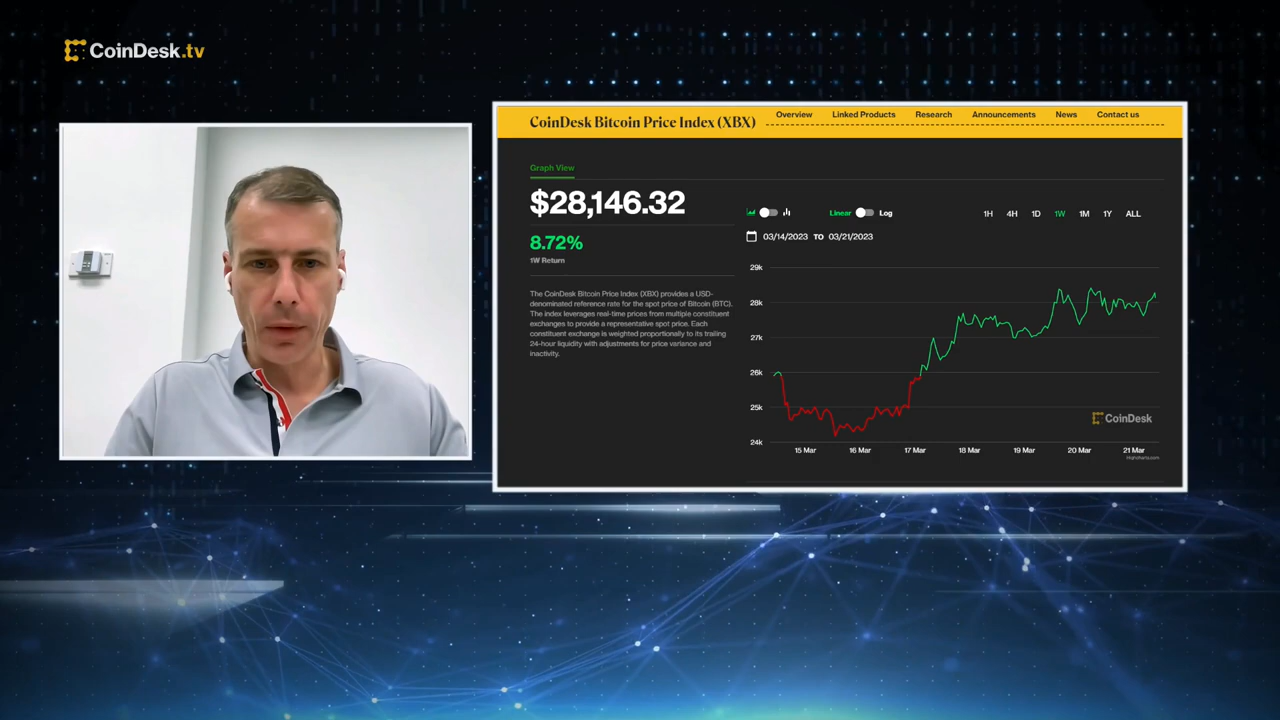 CoinDesk.tv
CoinDesk Bitcoin Price Index (XBX)
Overview Linked Products Research Announcements News Contact us
Graph View
$28,146.32
8.72%
1W Return
The CoinDesk Bitcoin Price Index (XBX) provides a USD-
denominated reference rate for the spot price of Bitcoin (BTC).
The index leverages real-time prices from multiple constituent
exchanges to provide a representative spot price. Each
constituent exchange is weighted proportionally to its trailing
24-hour liquidity with adjustments for price variance and
inactivity.
Linear Log
1H 4H 1D 1W 1M 1Y ALL
03/14/2023 TO 03/21/2023
29k
28k
27k
26k
25k
24k
CoinDesk
15 Mar 16 Mar 17 Mar 18 Mar 19 Mar 20 Mar 21 Mar
Highcharts.com